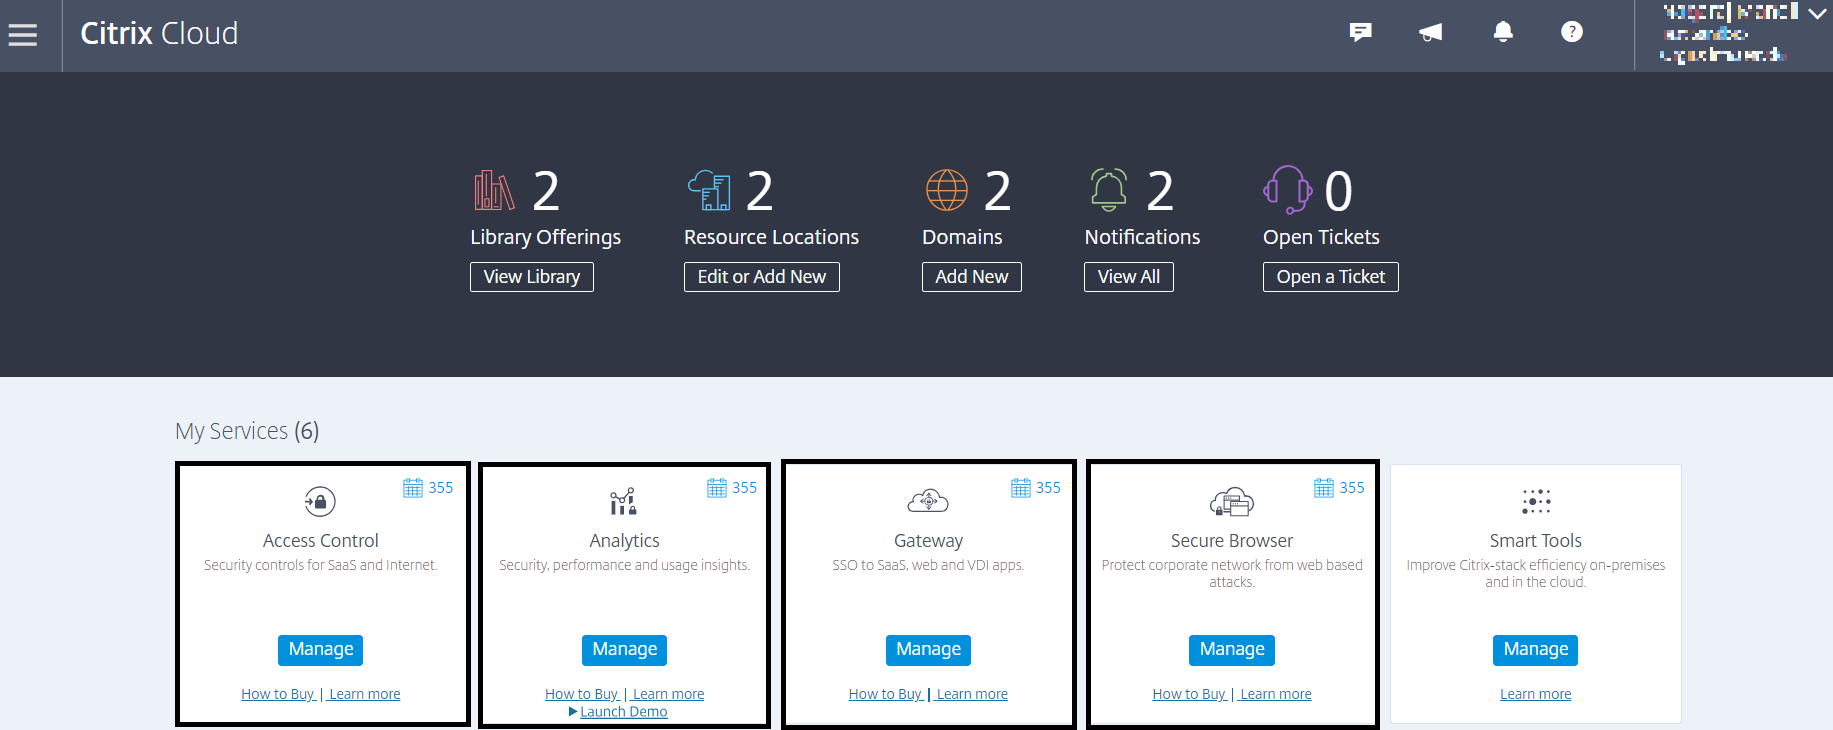 Citrix Cloud
?
2
Library Offerings
View Library
2
Resource Locations
Edit or Add New
2
Domains
Add New
2
Notifications
View All
0
Open Tickets
Open a Ticket
My Services (6)
355
Access Control
Security controls for SaaS and Internet.
Manage
How to Buy | Learn more
355
Analytics
Security, performance and usage insights.
Manage
How to Buy | Learn more
Launch Demo
355
Gateway
SSO to SaaS, web and VDI apps.
Manage
How to Buy | Learn more
355
Secure Browser
Protect corporate network from web based
attacks.
Manage
How to Buy | Learn more
Smart Tools
Improve Citrix-stack efficiency on-premises
and in the cloud.
Manage
Learn more